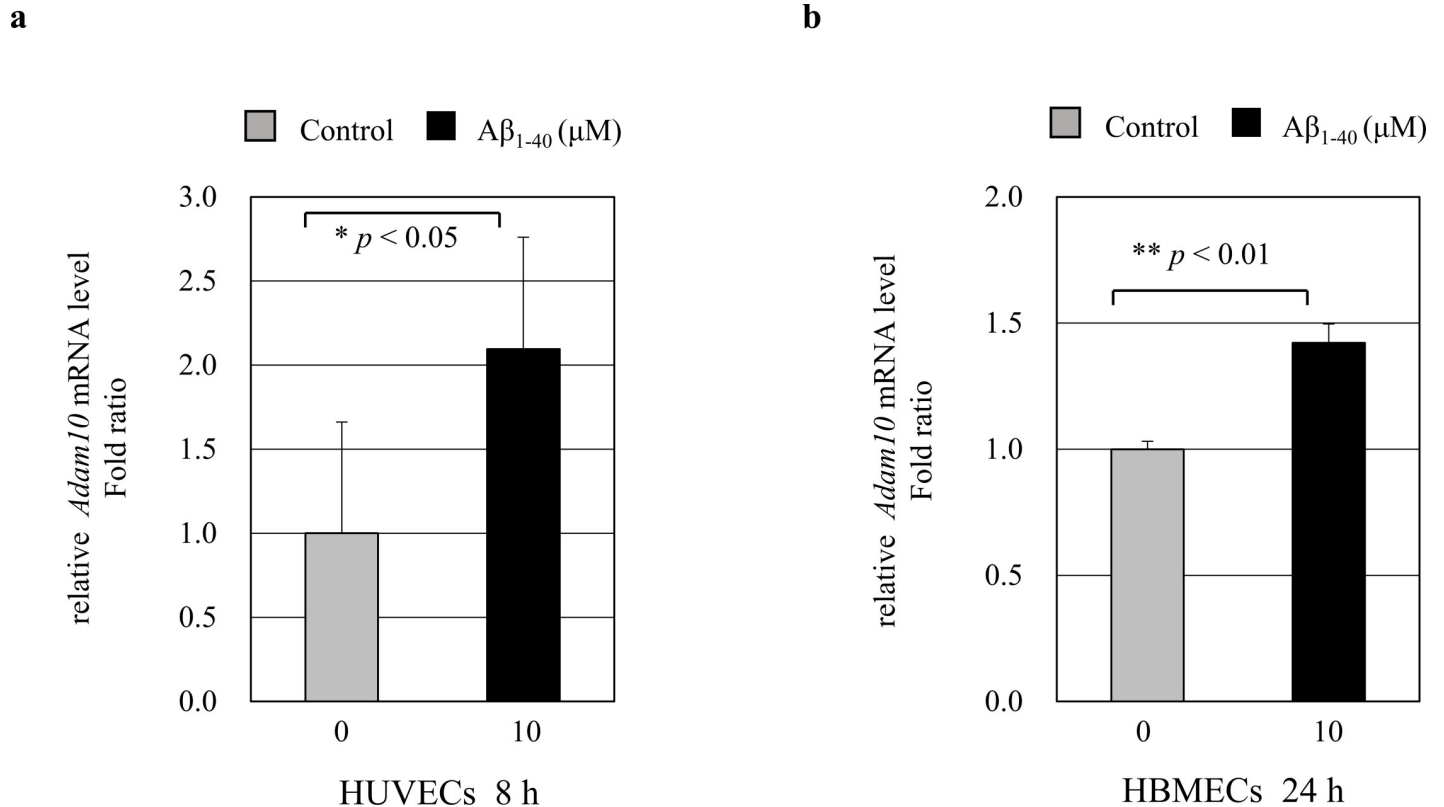 a
Control Aβ1-40 (μM)
relative Adam10 mRNA level
Fold ratio
3.0
2.5
2.0
1.5
1.0
0.5
0.0
* p < 0.05
0 10
HUVECs 8 h
b
Control Aβ1-40 (μM)
relative Adam10 mRNA level
Fold ratio
2.0
1.5
1.0
0.5
0.0
** p < 0.01
0 10
HBMECs 24 h